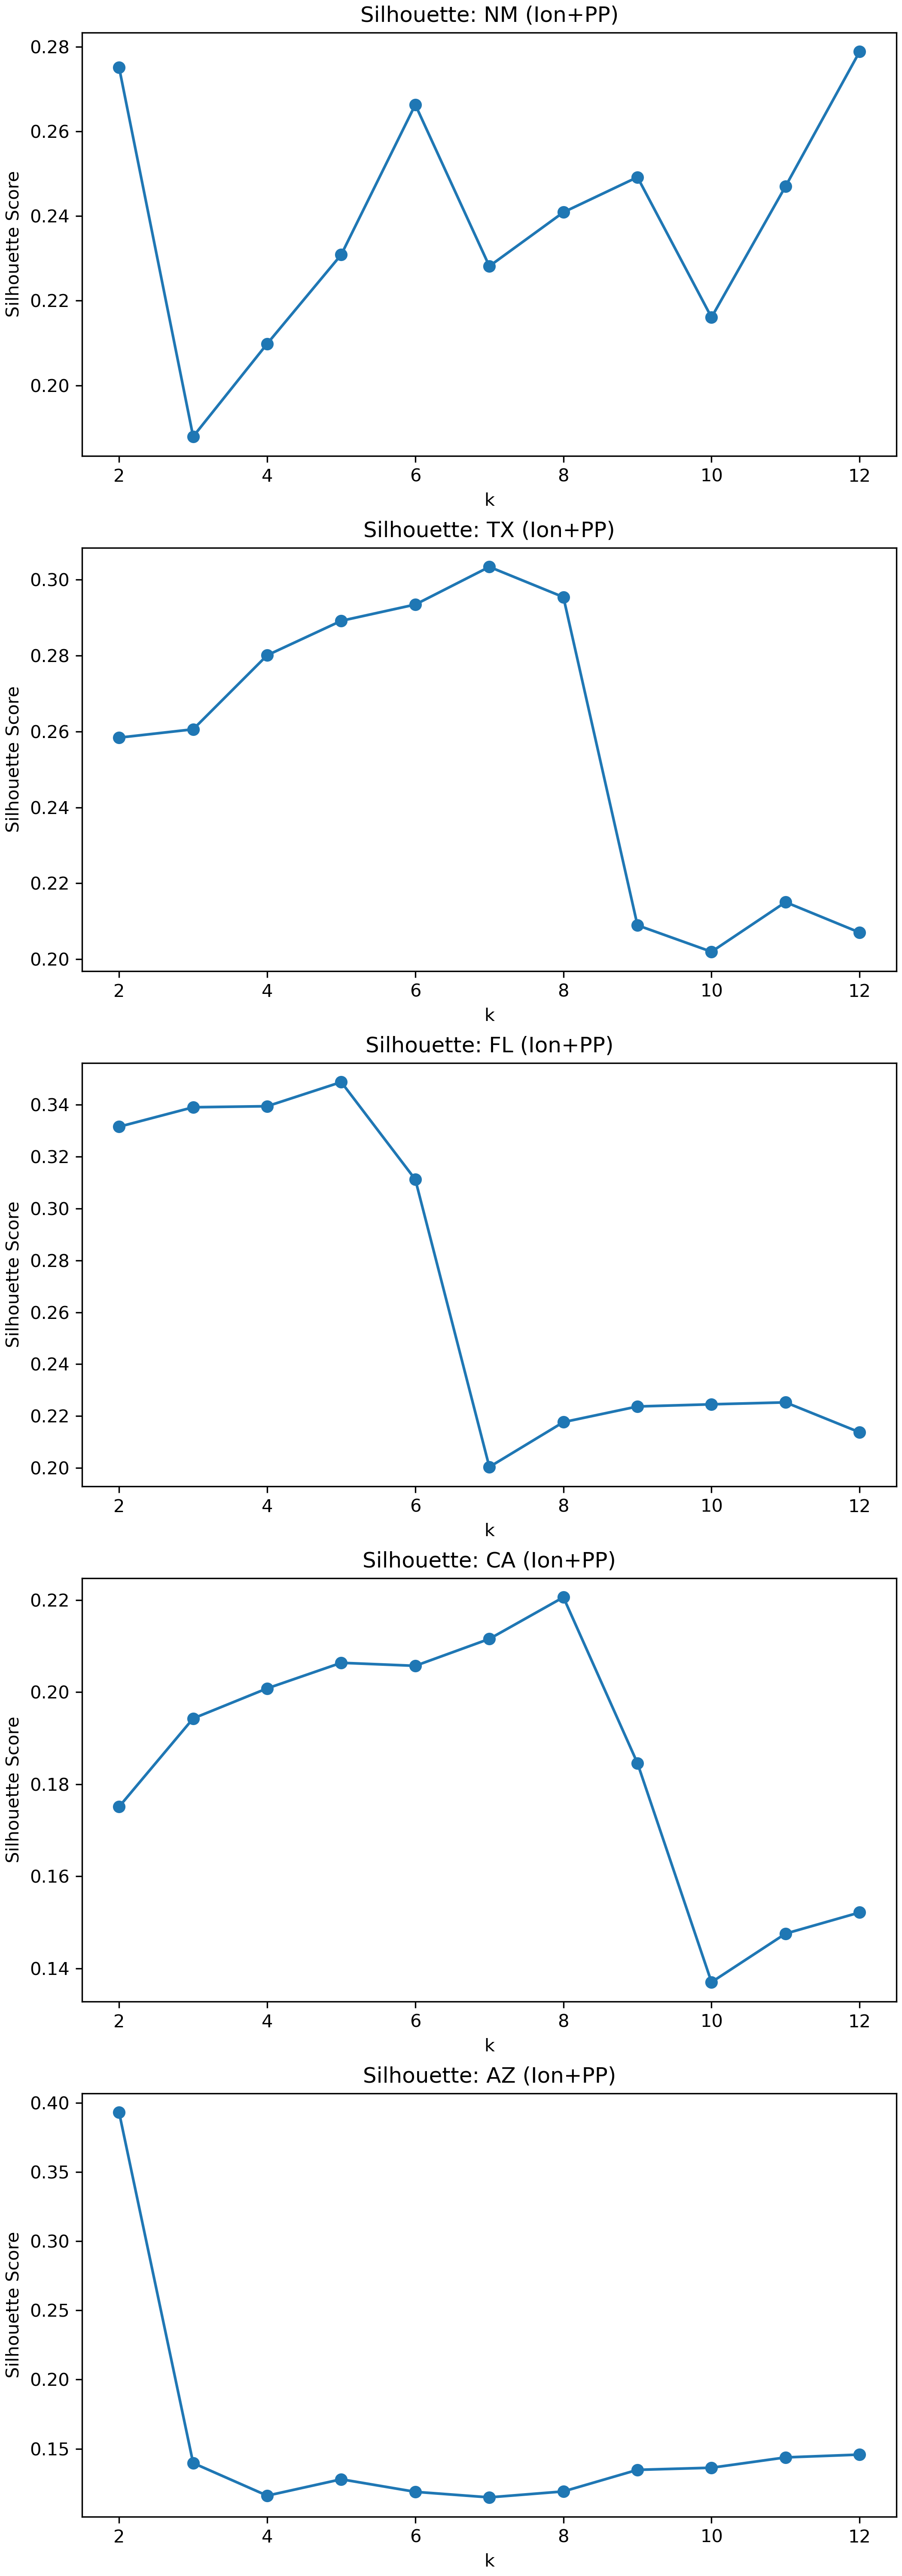 Silhouette: NM (Ion+PP)
Silhouette Score
0.28
0.26
0.24
0.22
0.20
2 4 6 8 10 12
k
Silhouette: TX (Ion+PP)
Silhouette Score
0.30
0.28
0.26
0.24
0.22
0.20
2 4 6 8 10 12
k
Silhouette: FL (Ion+PP)
Silhouette Score
0.34
0.32
0.30
0.28
0.26
0.24
0.22
0.20
2 4 6 8 10 12
k
Silhouette: CA (Ion+PP)
Silhouette Score
0.22
0.20
0.18
0.16
0.14
2 4 6 8 10 12
k
Silhouette: AZ (Ion+PP)
Silhouette Score
0.40
0.35
0.30
0.25
0.20
0.15
2 4 6 8 10 12
k